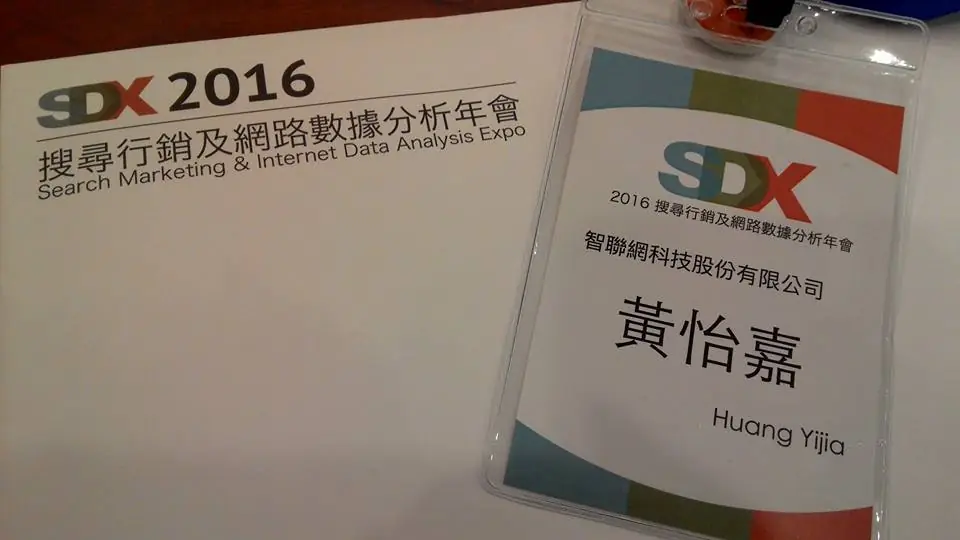 SDX 2016
搜尋行銷及網路數據分析年會
Search Marketing & Internet Data Analysis Expo
SDX
2016 搜尋行銷及網路數據分析年會
智聯網科技股份有限公司
黃怡嘉
Huang Yijia